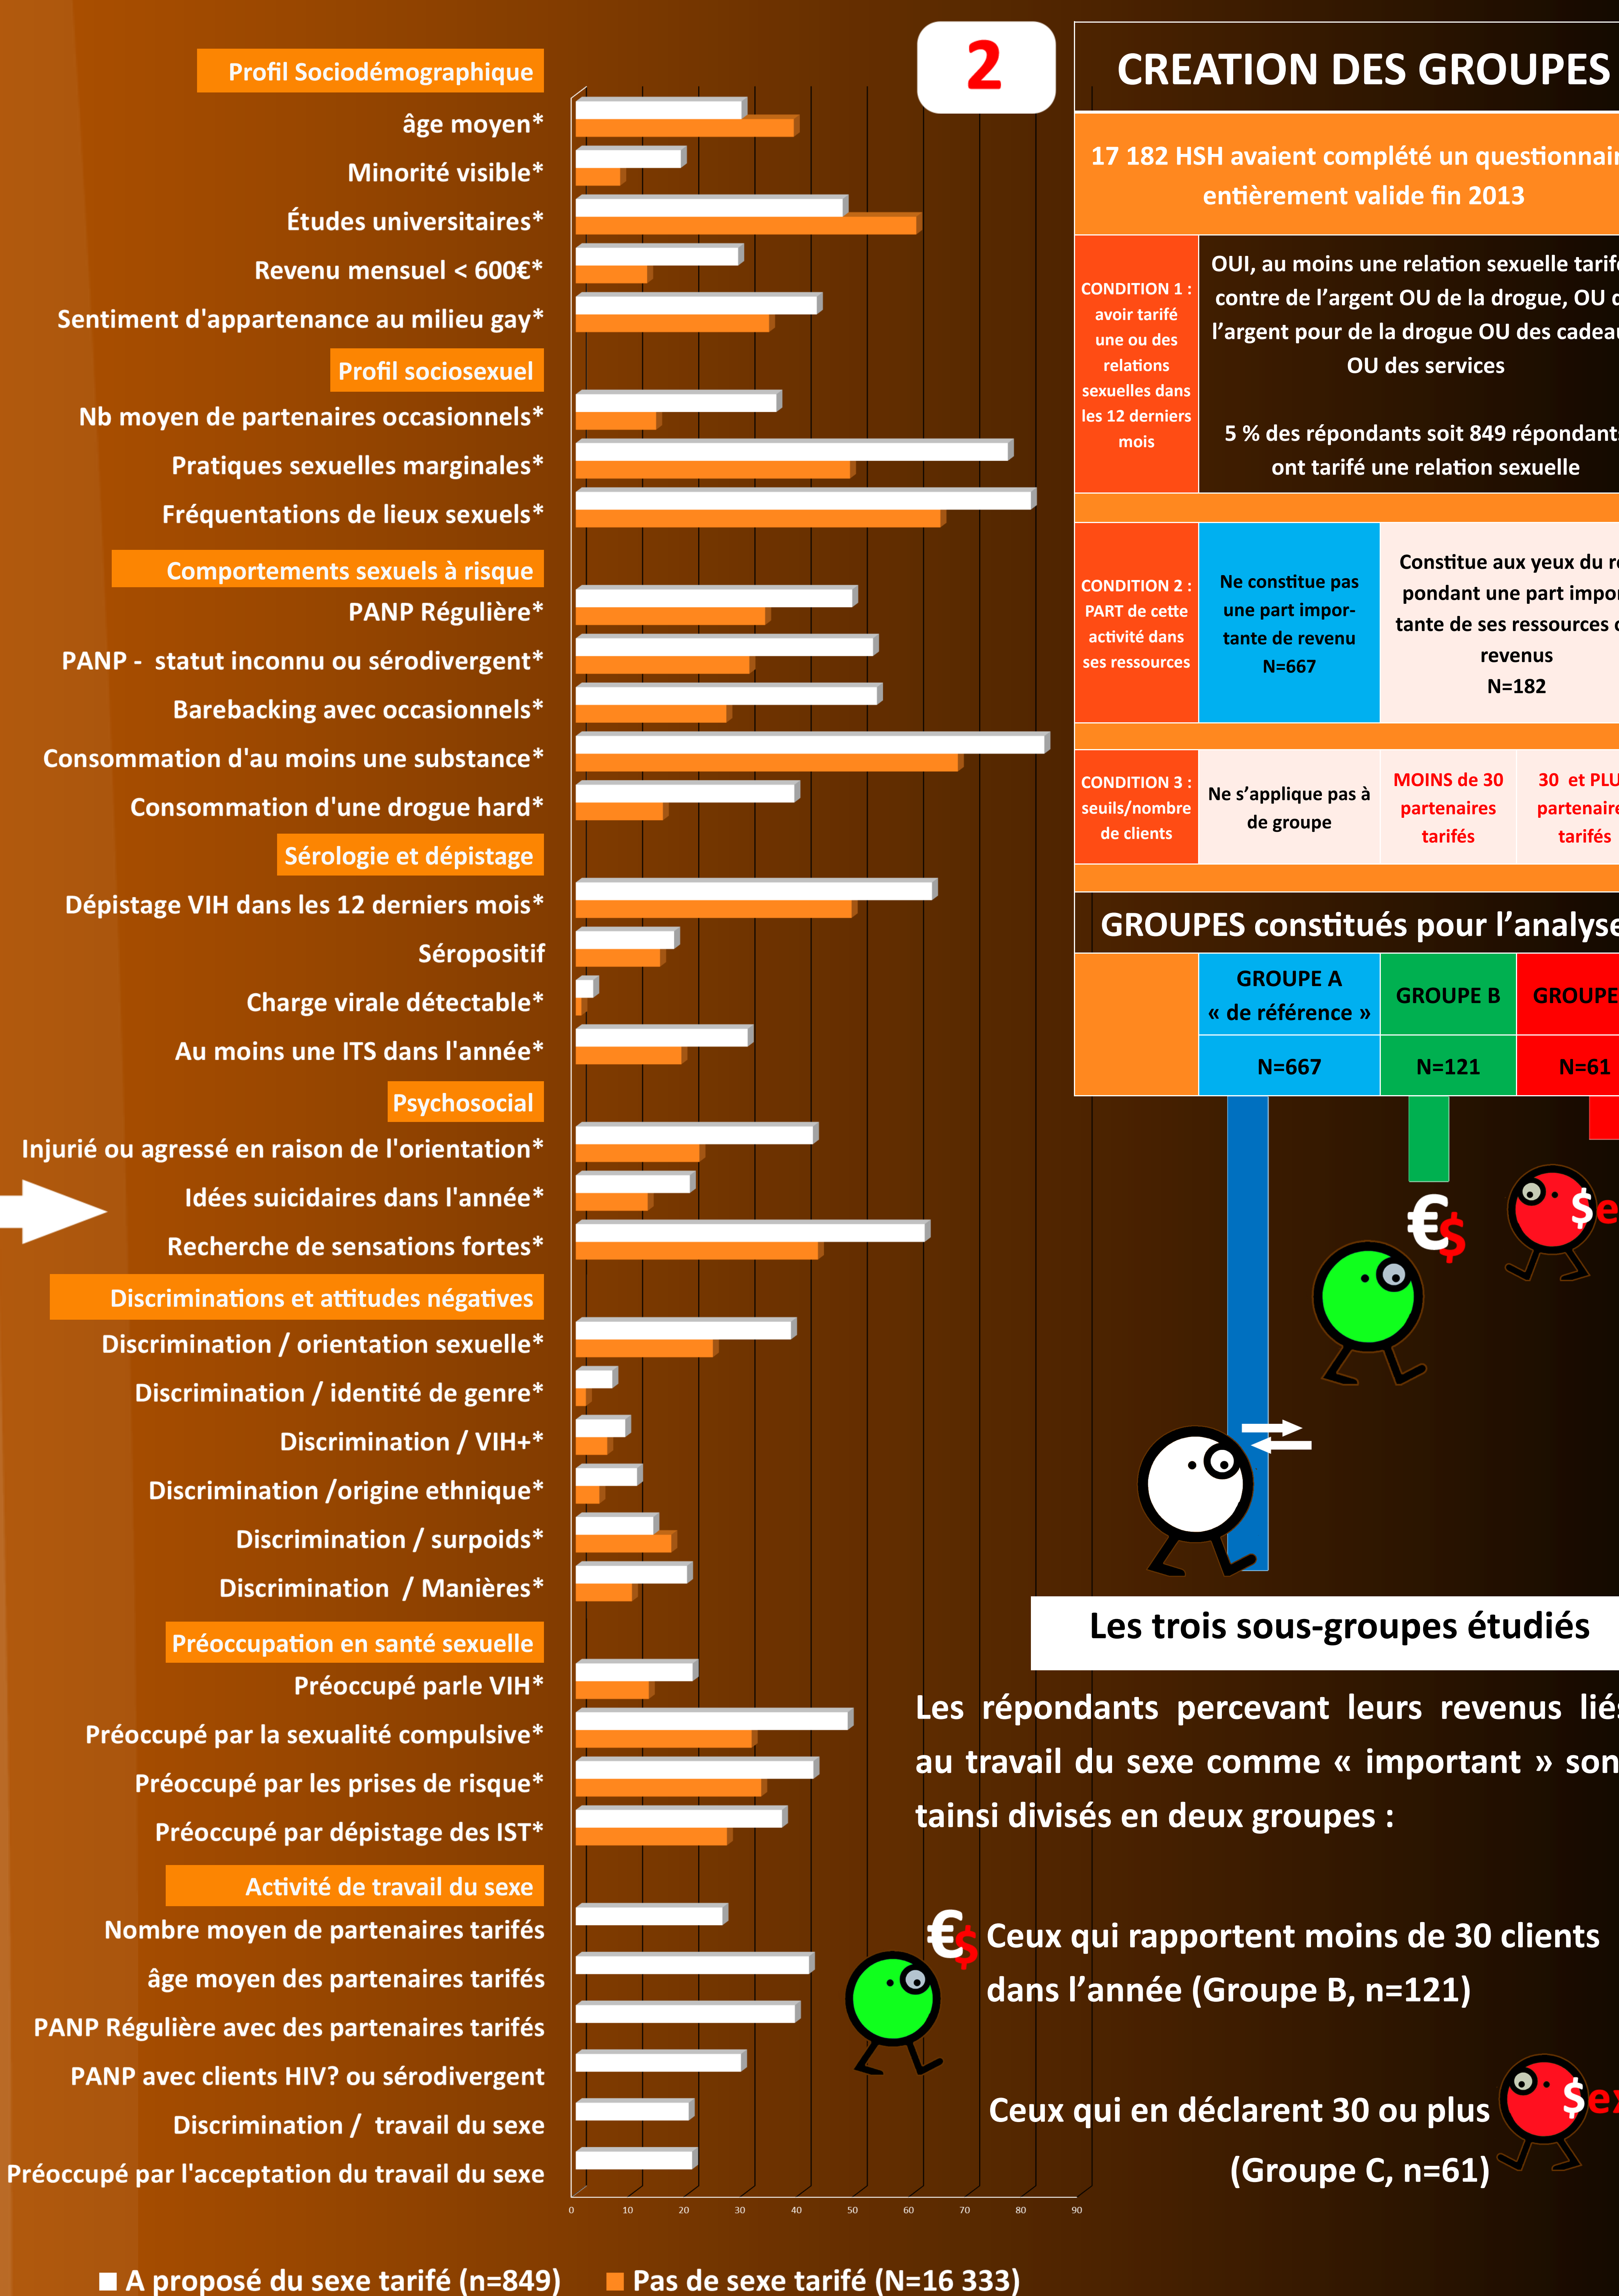 Profil Sociodémographique
âge moyen*
Minorité visible*
Études universitaires*
Revenu mensuel < 600€*
Sentiment d'appartenance au milieu gay*
Profil sociosexuel
Nb moyen de partenaires occasionnels*
Pratiques sexuelles marginales*
Fréquentations de lieux sexuels*
Comportements sexuels à risque
PANP Régulière*
PANP - statut inconnu ou sérodivergent*
Barebacking avec occasionnels*
Consommation d'au moins une substance*
Consommation d'une drogue hard*
Sérologie et dépistage
Dépistage VIH dans les 12 derniers mois*
Séropositif
Charge virale détectable*
Au moins une ITS dans l'année*
Psychosocial
Injurié ou agressé en raison de l'orientation*
Idées suicidaires dans l'année*
Recherche de sensations fortes*
Discriminations et attitudes négatives
Discrimination / orientation sexuelle*
Discrimination / identité de genre*
Discrimination / VIH+*
Discrimination /origine ethnique*
Discrimination / surpoids*
Discrimination / Manières*
Préoccupation en santé sexuelle
Préoccupé parle VIH*
Préoccupé par la sexualité compulsive*
Préoccupé par les prises de risque*
Préoccupé par dépistage des IST*
Activité de travail du sexe
Nombre moyen de partenaires tarifés
âge moyen des partenaires tarifés
PANP Régulière avec des partenaires tarifés
PANP avec clients HIV? ou sérodivergent
Discrimination / travail du sexe
Préoccupé par l'acceptation du travail du sexe
0 10 20 30 40 50 60 70 80 90
A proposé du sexe tarifé (n=849) Pas de sexe tarifé (N=16 333)
2
CREATION DES GROUPES
17 182 HSH avaient complété un questionnair
entièrement valide fin 2013
CONDITION 1 :
avoir tarifé
une ou des
relations
sexuelles dans
les 12 derniers
mois
OUI, au moins une relation sexuelle tarif
contre de l'argent OU de la drogue, OU
l'argent pour de la drogue OU des cadeau
OU des services
5 % des répondants soit 849 répondants
ont tarifé une relation sexuelle
CONDITION 2 :
PART de cette
activité dans
ses ressources
Ne constitue pas
une part impor-
tante de revenu
N=667
Constitue aux yeux du r
pondant une part impor
tante de ses ressources
revenus
N=182
CONDITION 3 :
seuils/nombre
de clients
Ne s'applique pas à
de groupe
MOINS de 30
partenaires
tarifés
30 et PLU
partenaire
tarifés
GROUPES constitués pour l'analyse
GROUPE A
« de référence »
GROUPE B
GROUPE
N=667
N=121
N=61
€$
$e
Les trois sous-groupes étudiés
Les répondants percevant leurs revenus liés
au travail du sexe comme « important » son
tainsi divisés en deux groupes :
€$
Ceux qui rapportent moins de 30 clients
dans l'année (Groupe B, n=121)
Ceux qui en déclarent 30 ou plus
(Groupe C, n=61)
$ex